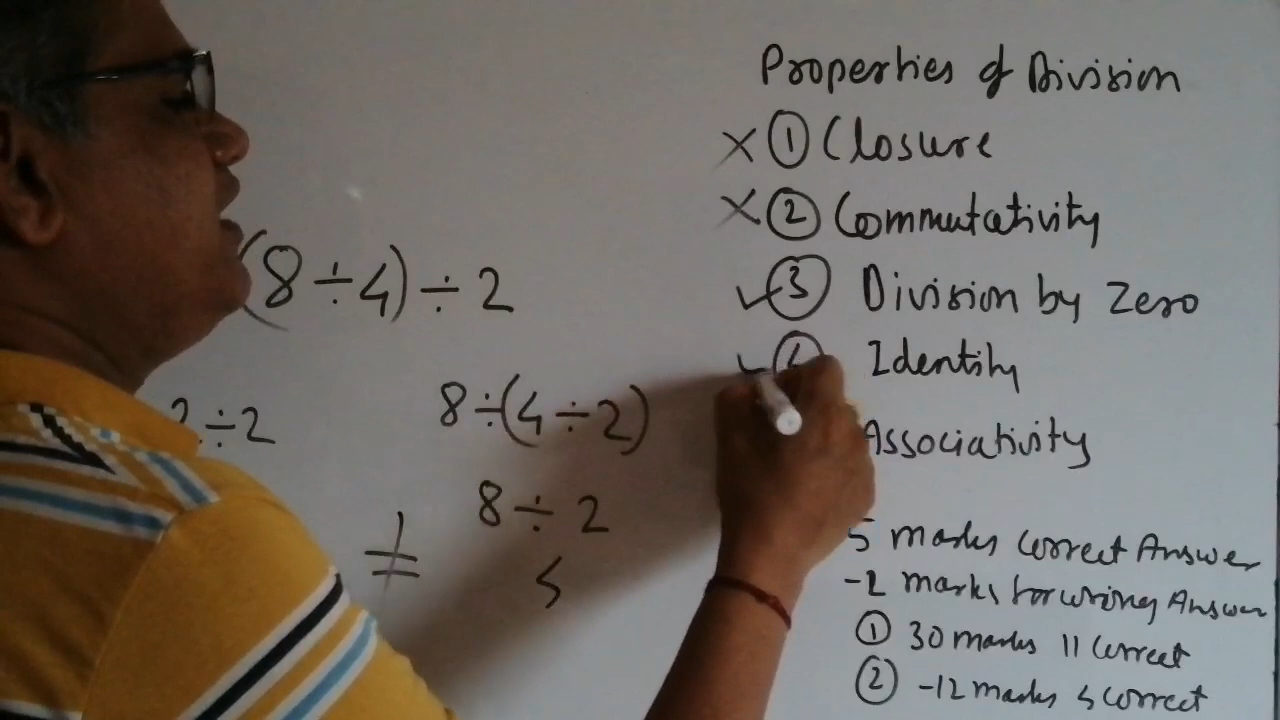 Properties of Division
× ① Closure
× ② Commutativity
✓ ③ Division by Zero
✓ ④ Identity
Associativity
(8÷4)÷2
2÷2
8÷(4÷2)
8÷2
≠
5 marks correct Answer
-2 marks for wrong Answer
① 30 marks 11 correct
② -12 marks 4 correct